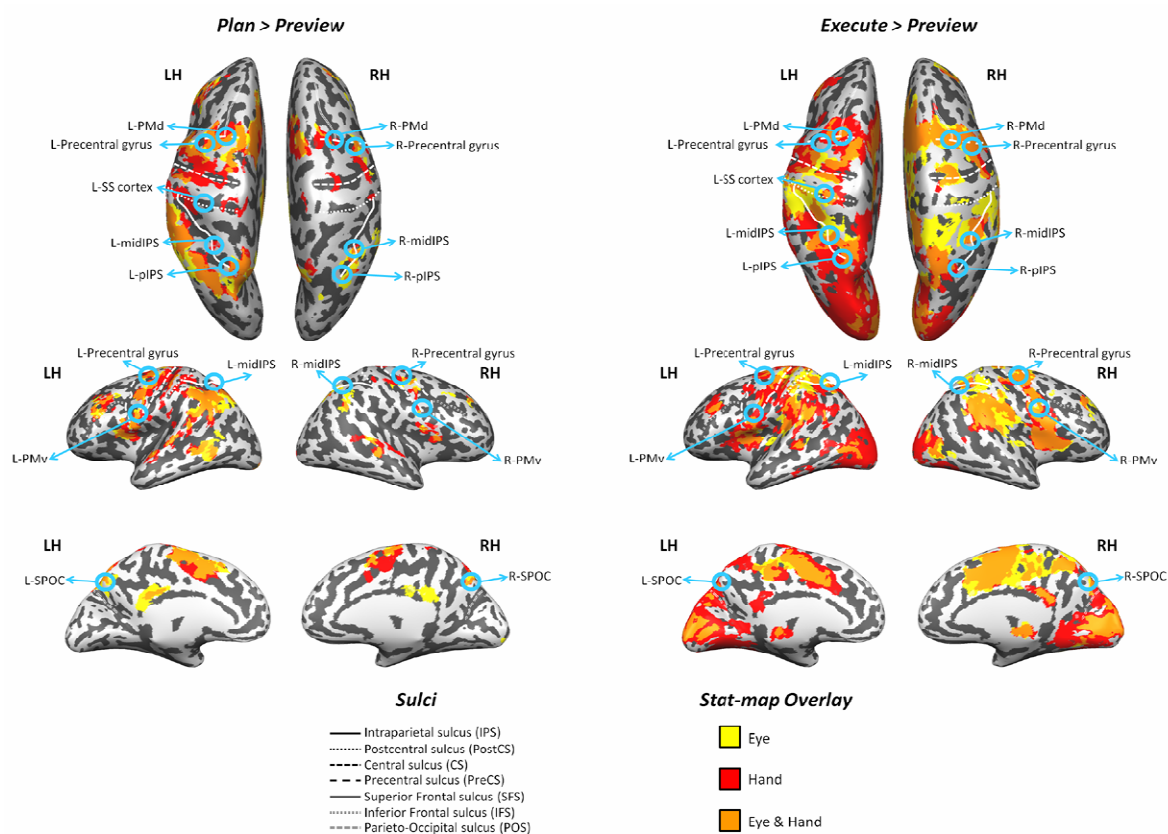 Plan > Preview
Execute > Preview
LH
RH
L-PMd
L-Precentral gyrus
R-PMd
R-Precentral gyrus
L-SS cortex
L-midIPS
L-pIPS
R-midIPS
R-pIPS
LH
RH
L-PMd
L-Precentral gyrus
R-PMd
R-Precentral gyrus
L-SS cortex
L-midIPS
L-pIPS
R-midIPS
R-pIPS
LH
L-Precentral gyrus
L-midIPS
L-PMv
R-midIPS
R-Precentral gyrus
RH
R-PMv
LH
L-Precentral gyrus
L-midIPS
L-PMv
R-midIPS
R-Precentral gyrus
RH
R-PMv
LH
L-SPOC
RH
R-SPOC
LH
L-SPOC
RH
R-SPOC
Sulci
Intraparietal sulcus (IPS)
Postcentral sulcus (PostCS)
Central sulcus (CS)
Precentral sulcus (PreCS)
Superior Frontal sulcus (SFS)
Inferior Frontal sulcus (IFS)
Parieto-Occipital sulcus (POS)
Stat-map Overlay
Eye
Hand
Eye & Hand